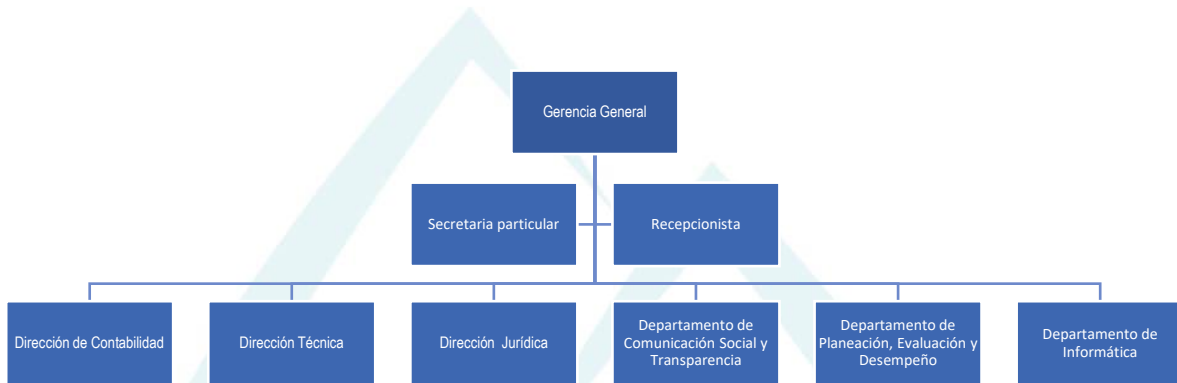 Gerencia General
Secretaria particular
Recepcionista
Dirección de Contabilidad
Dirección Técnica
Dirección Jurídica
Departamento de
Comunicación Social y
Transparencia
Departamento de
Planeación, Evaluación y
Desempeño
Departamento de
Informática